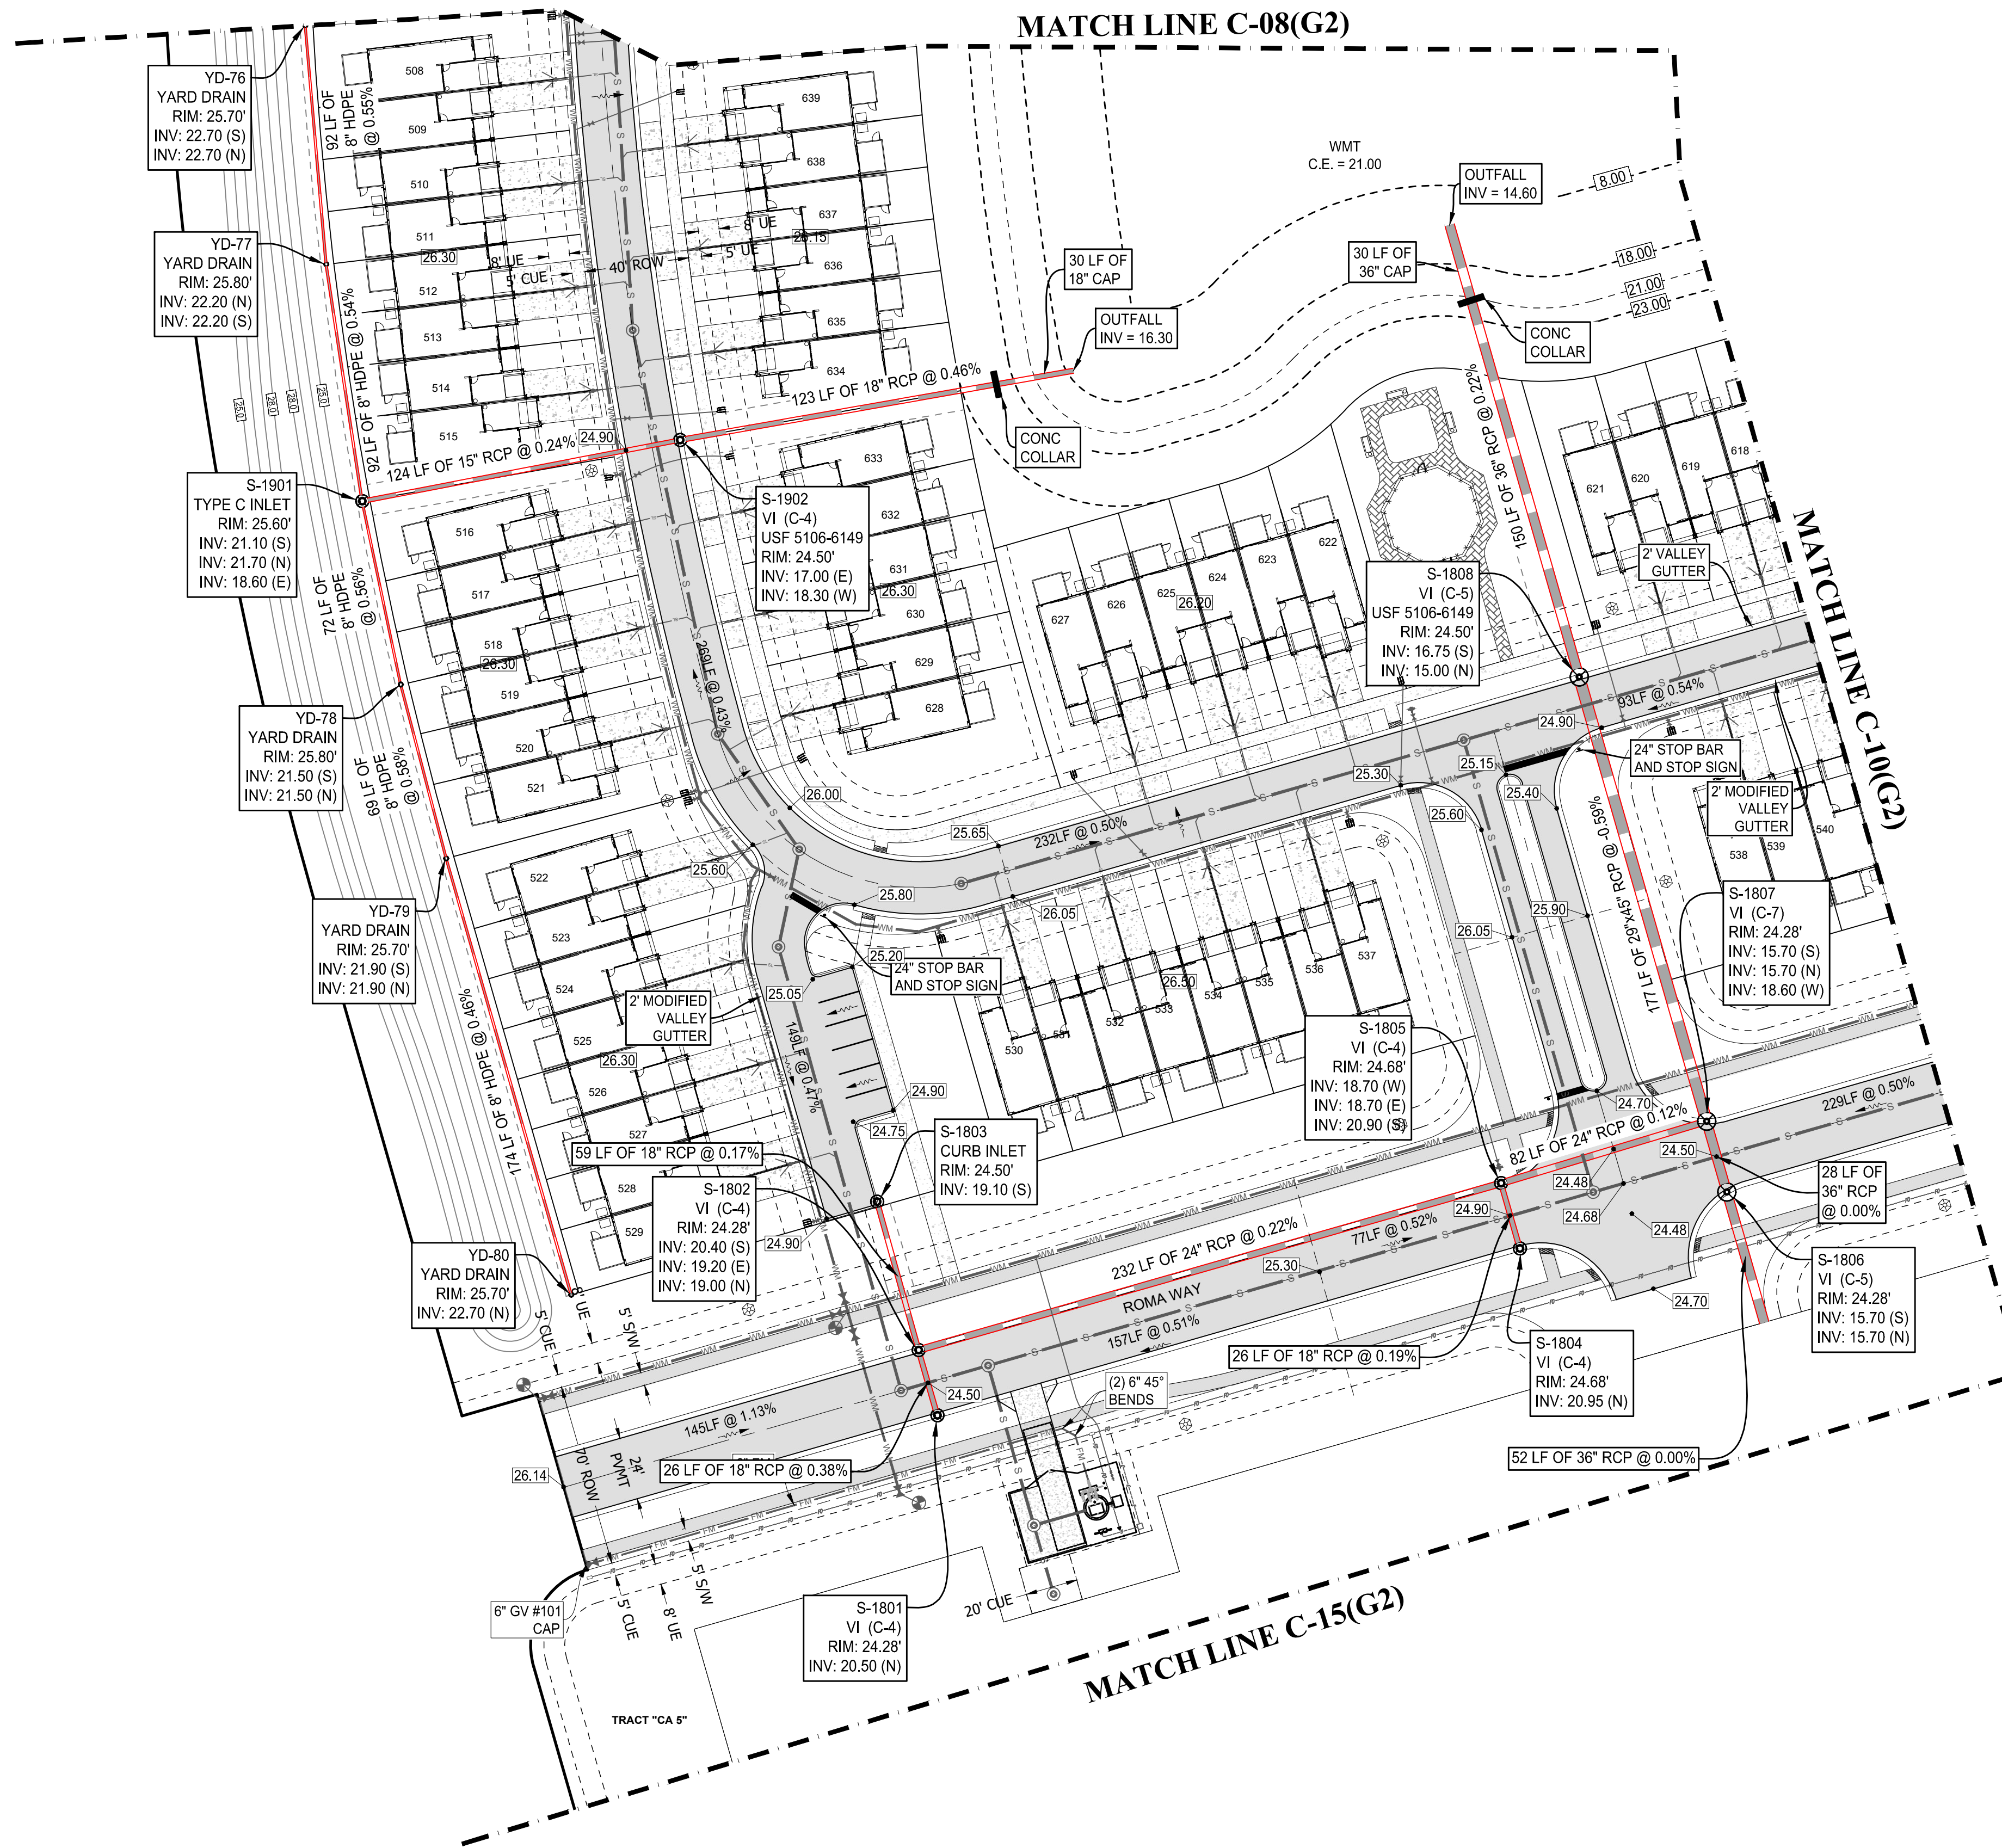 MATCH LINE C-08(G2)
YD-76
YARD DRAIN
RIM: 25.70'
INV: 22.70 (S)
INV: 22.70 (N)
92 LF OF
8" HDPE
@ 0.55%
508
509
510
511
26.30
512
513
514
515
639
638
637
26.15
636
635
634
8' UE
5' CUE
40' ROW
8' UE
5' UE
WMT
C.E. = 21.00
OUTFALL
INV = 14.60
8.00
18.00
21.00
23.00
30 LF OF
18" CAP
30 LF OF
36" CAP
OUTFALL
INV = 16.30
CONC
COLLAR
CONC
COLLAR
YD-77
YARD DRAIN
RIM: 25.80'
INV: 22.20 (N)
INV: 22.20 (S)
92 LF OF 8" HDPE @ 0.54%
25.0
28.0
28.0
25.0
123 LF OF 18" RCP @ 0.46%
124 LF OF 15" RCP @ 0.24%
24.90
S-1901
TYPE C INLET
RIM: 25.60'
INV: 21.10 (S)
INV: 21.70 (N)
INV: 18.60 (E)
S-1902
VI (C-4)
USF 5106-6149
RIM: 24.50'
INV: 17.00 (E)
INV: 18.30 (W)
150 LF OF 36" RCP @ 0.22%
633
632
631
26.30
630
629
628
516
517
518
26.30
519
520
521
72 LF OF
8" HDPE
@ 0.56%
627
626
625
26.20
624
623
622
621
620
619
618
2' VALLEY
GUTTER
MATCH LINE C-10(G2)
S-1808
VI (C-5)
USF 5106-6149
RIM: 24.50'
INV: 16.75 (S)
INV: 15.00 (N)
269LF @ 0.43%
93LF @ 0.54%
24.90
24" STOP BAR
AND STOP SIGN
2' MODIFIED
VALLEY
GUTTER
YD-78
YARD DRAIN
RIM: 25.80'
INV: 21.50 (S)
INV: 21.50 (N)
69 LF OF
8" HDPE
@ 0.58%
26.00
25.65
232LF @ 0.50%
25.30
25.15
25.40
25.60
25.60
25.80
26.05
538
539
540
YD-79
YARD DRAIN
RIM: 25.70'
INV: 21.90 (S)
INV: 21.90 (N)
522
523
524
525
26.30
526
527
528
529
25.20
24" STOP BAR
AND STOP SIGN
25.05
2' MODIFIED
VALLEY
GUTTER
149LF @ 0.47%
530
531
532
533
26.50
534
535
536
537
26.05
25.90
177 LF OF 29"x45" RCP @ -0.59%
S-1807
VI (C-7)
RIM: 24.28'
INV: 15.70 (S)
INV: 15.70 (N)
INV: 18.60 (W)
S-1805
VI (C-4)
RIM: 24.68'
INV: 18.70 (W)
INV: 18.70 (E)
INV: 20.90 (S)
174 LF OF 8" HDPE @ 0.46%
24.90
24.75
59 LF OF 18" RCP @ 0.17%
S-1803
CURB INLET
RIM: 24.50'
INV: 19.10 (S)
24.70
82 LF OF 24" RCP @ 0.12%
229LF @ 0.50%
24.50
28 LF OF
36" RCP
@ 0.00%
24.48
24.68
24.48
24.90
S-1802
VI (C-4)
RIM: 24.28'
INV: 20.40 (S)
INV: 19.20 (E)
INV: 19.00 (N)
24.90
232 LF OF 24" RCP @ 0.22%
77LF @ 0.52%
25.30
ROMA WAY
157LF @ 0.51%
24.70
S-1806
VI (C-5)
RIM: 24.28'
INV: 15.70 (S)
INV: 15.70 (N)
YD-80
YARD DRAIN
RIM: 25.70'
INV: 22.70 (N)
5' CUE
8' UE
5' S/W
26 LF OF 18" RCP @ 0.19%
S-1804
VI (C-4)
RIM: 24.68'
INV: 20.95 (N)
(2) 6" 45°
BENDS
24.50
145LF @ 1.13%
26.14
70' ROW
24'
PVMT
26 LF OF 18" RCP @ 0.38%
52 LF OF 36" RCP @ 0.00%
6" GV #101
CAP
5' CUE
8' UE
5' S/W
20' CUE
S-1801
VI (C-4)
RIM: 24.28'
INV: 20.50 (N)
MATCH LINE C-15(G2)
TRACT "CA 5"